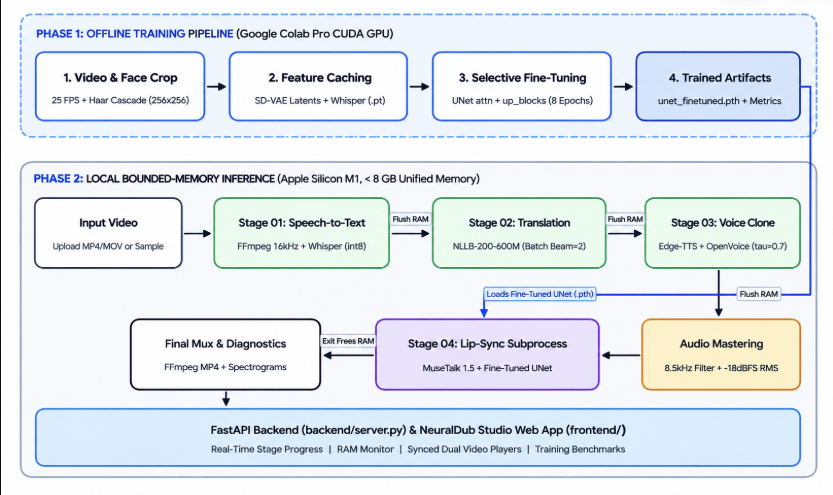 PHASE 1: OFFLINE TRAINING PIPELINE (Google Colab Pro CUDA GPU)
1. Video & Face Crop
25 FPS + Haar Cascade (256x256)
2. Feature Caching
SD-VAE Latents + Whisper (.pt)
3. Selective Fine-Tuning
UNet attn + up_blocks (8 Epochs)
4. Trained Artifacts
unet_finetuned.pth + Metrics
PHASE 2: LOCAL BOUNDED-MEMORY INFERENCE (Apple Silicon M1, < 8 GB Unified Memory)
Input Video
Upload MP4/MOV or Sample
Stage 01: Speech-to-Text
FFmpeg 16kHz + Whisper (int8)
Flush RAM
Stage 02: Translation
NLLB-200-600M (Batch Beam=2)
Flush RAM
Stage 03: Voice Clone
Edge-TTS + OpenVoice (tau=0.7)
Loads Fine-Tuned UNet (.pth)
Flush RAM
Final Mux & Diagnostics
FFmpeg MP4 + Spectrograms
Exit Frees RAM
Stage 04: Lip-Sync Subprocess
MuseTalk 1.5 + Fine-Tuned UNet
Audio Mastering
8.5kHz Filter + -18dBFS RMS
FastAPI Backend (backend/server.py) & NeuralDub Studio Web App (frontend/)
Real-Time Stage Progress | RAM Monitor | Synced Dual Video Players | Training Benchmarks